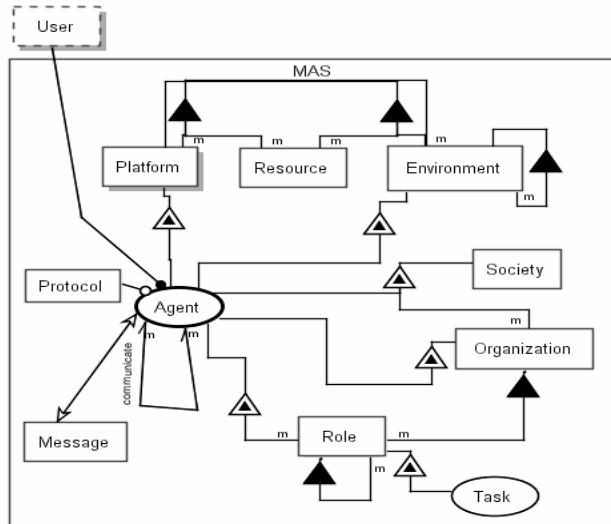 User
MAS
m
m
m
m
Platform
Resource
Environment
m
Protocol
Society
Agent
m
m
m
Organization
communicate
m
Role
m
m
Message
Task